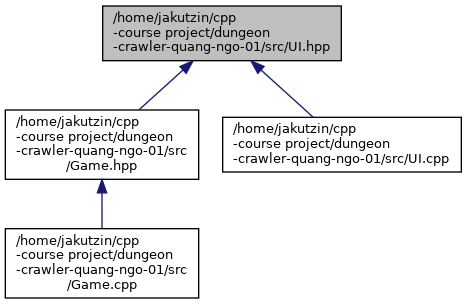 /home/jakutzin/cpp
-course project/dungeon
-crawler-quang-ngo-01/src/UI.hpp
/home/jakutzin/cpp
-course project/dungeon
-crawler-quang-ngo-01/src
/Game.hpp
/home/jakutzin/cpp
-course project/dungeon
-crawler-quang-ngo-01/src/UI.cpp
/home/jakutzin/cpp
-course project/dungeon
-crawler-quang-ngo-01/src
/Game.cpp